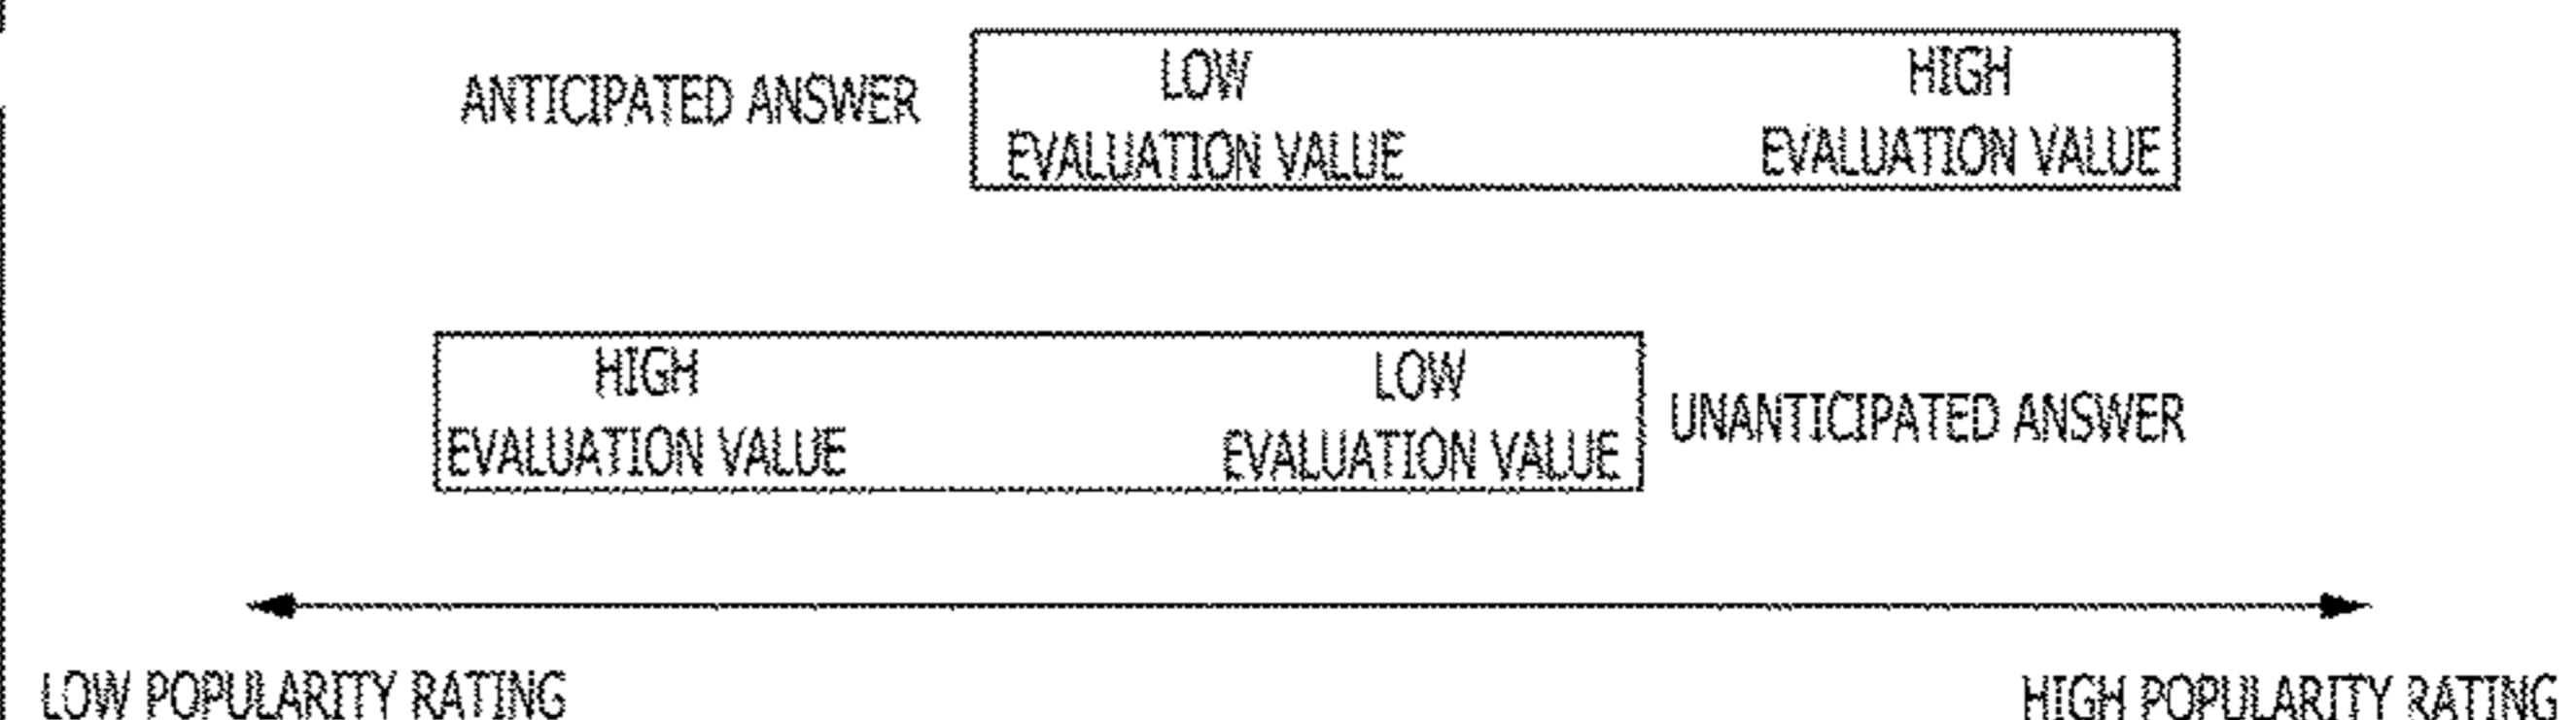 LOW HIGH
ANTICIPATED ANSWER
EVALUATION VALUE EVALUATION VALUE
HIGH LOW
UNANTICIPATED ANSWER
EVALUATION VALUE EVALUATION VALUE
LOW POPULARITY RATING HIGH POPULARITY RATING